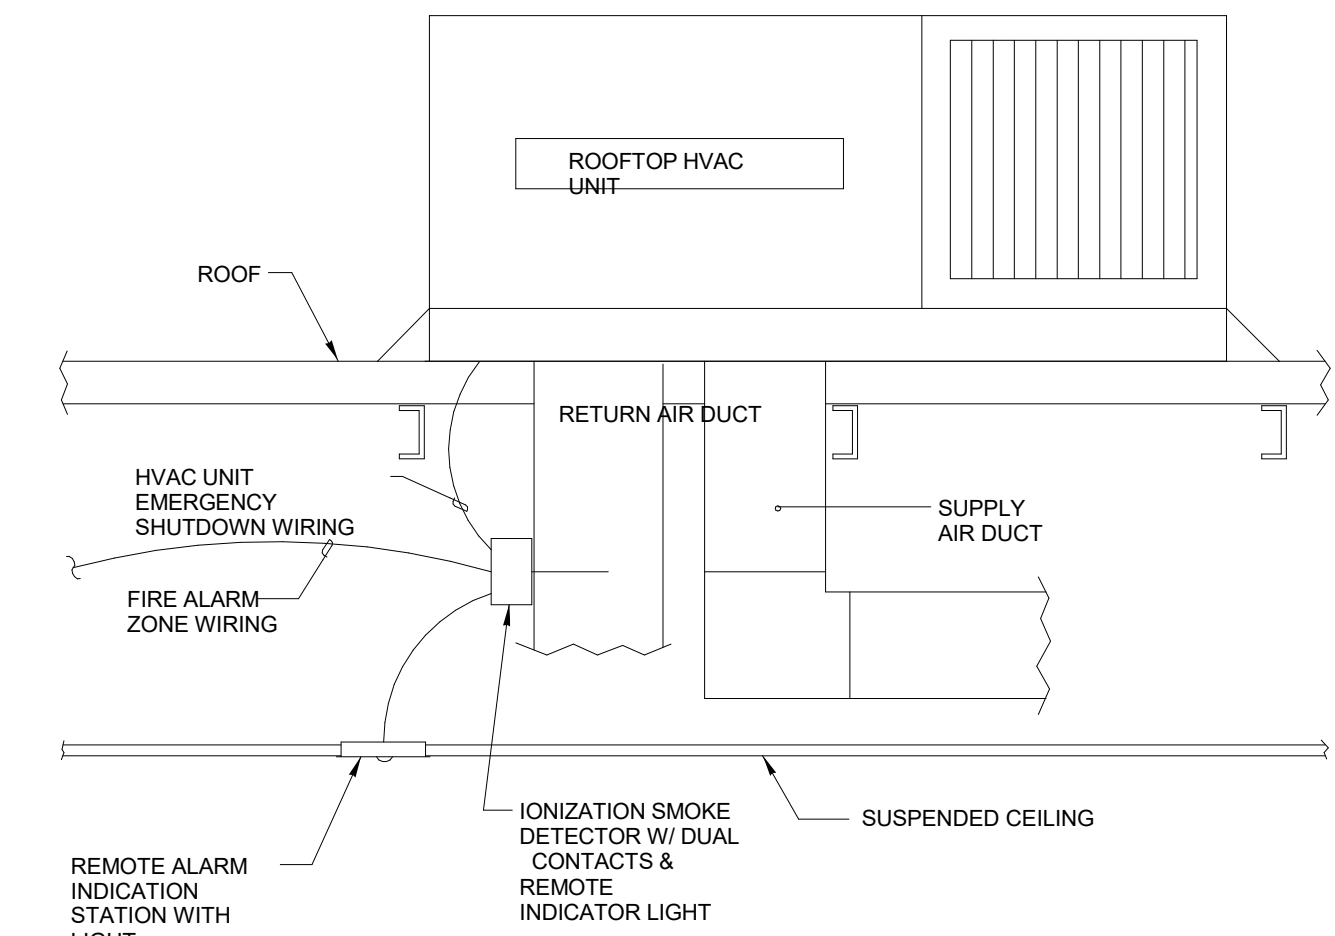 ROOFTOP HVAC
UNIT
ROOF
RETURN AIR DUCT
HVAC UNIT
EMERGENCY
SHUTDOWN WIRING
SUPPLY
AIR DUCT
FIRE ALARM
ZONE WIRING
IONIZATION SMOKE
DETECTOR W/ DUAL
CONTACTS &
REMOTE
INDICATOR LIGHT
SUSPENDED CEILING
REMOTE ALARM
INDICATION
STATION WITH
LIGHT